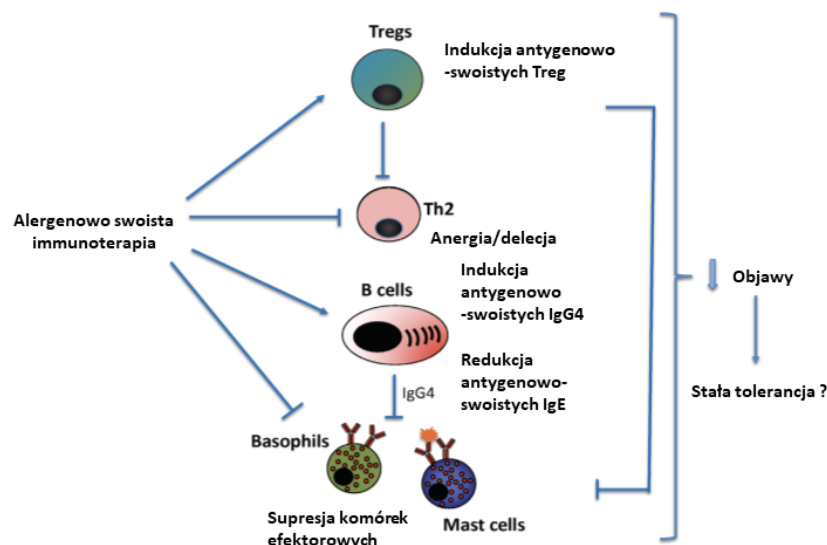 Tregs
Indukcja antygenowo
-swoistych Treg
Alergenowo swoista
immunoterapia
Th2
Anergia/delecja
B cells
Indukcja
antygenowo
-swoistych IgG4
Redukcja
antygenowo-
swoistych IgE
IgG4
Basophils
Mast cells
Supresja komórek
efektorowych
Objawy
Stała tolerancja ?